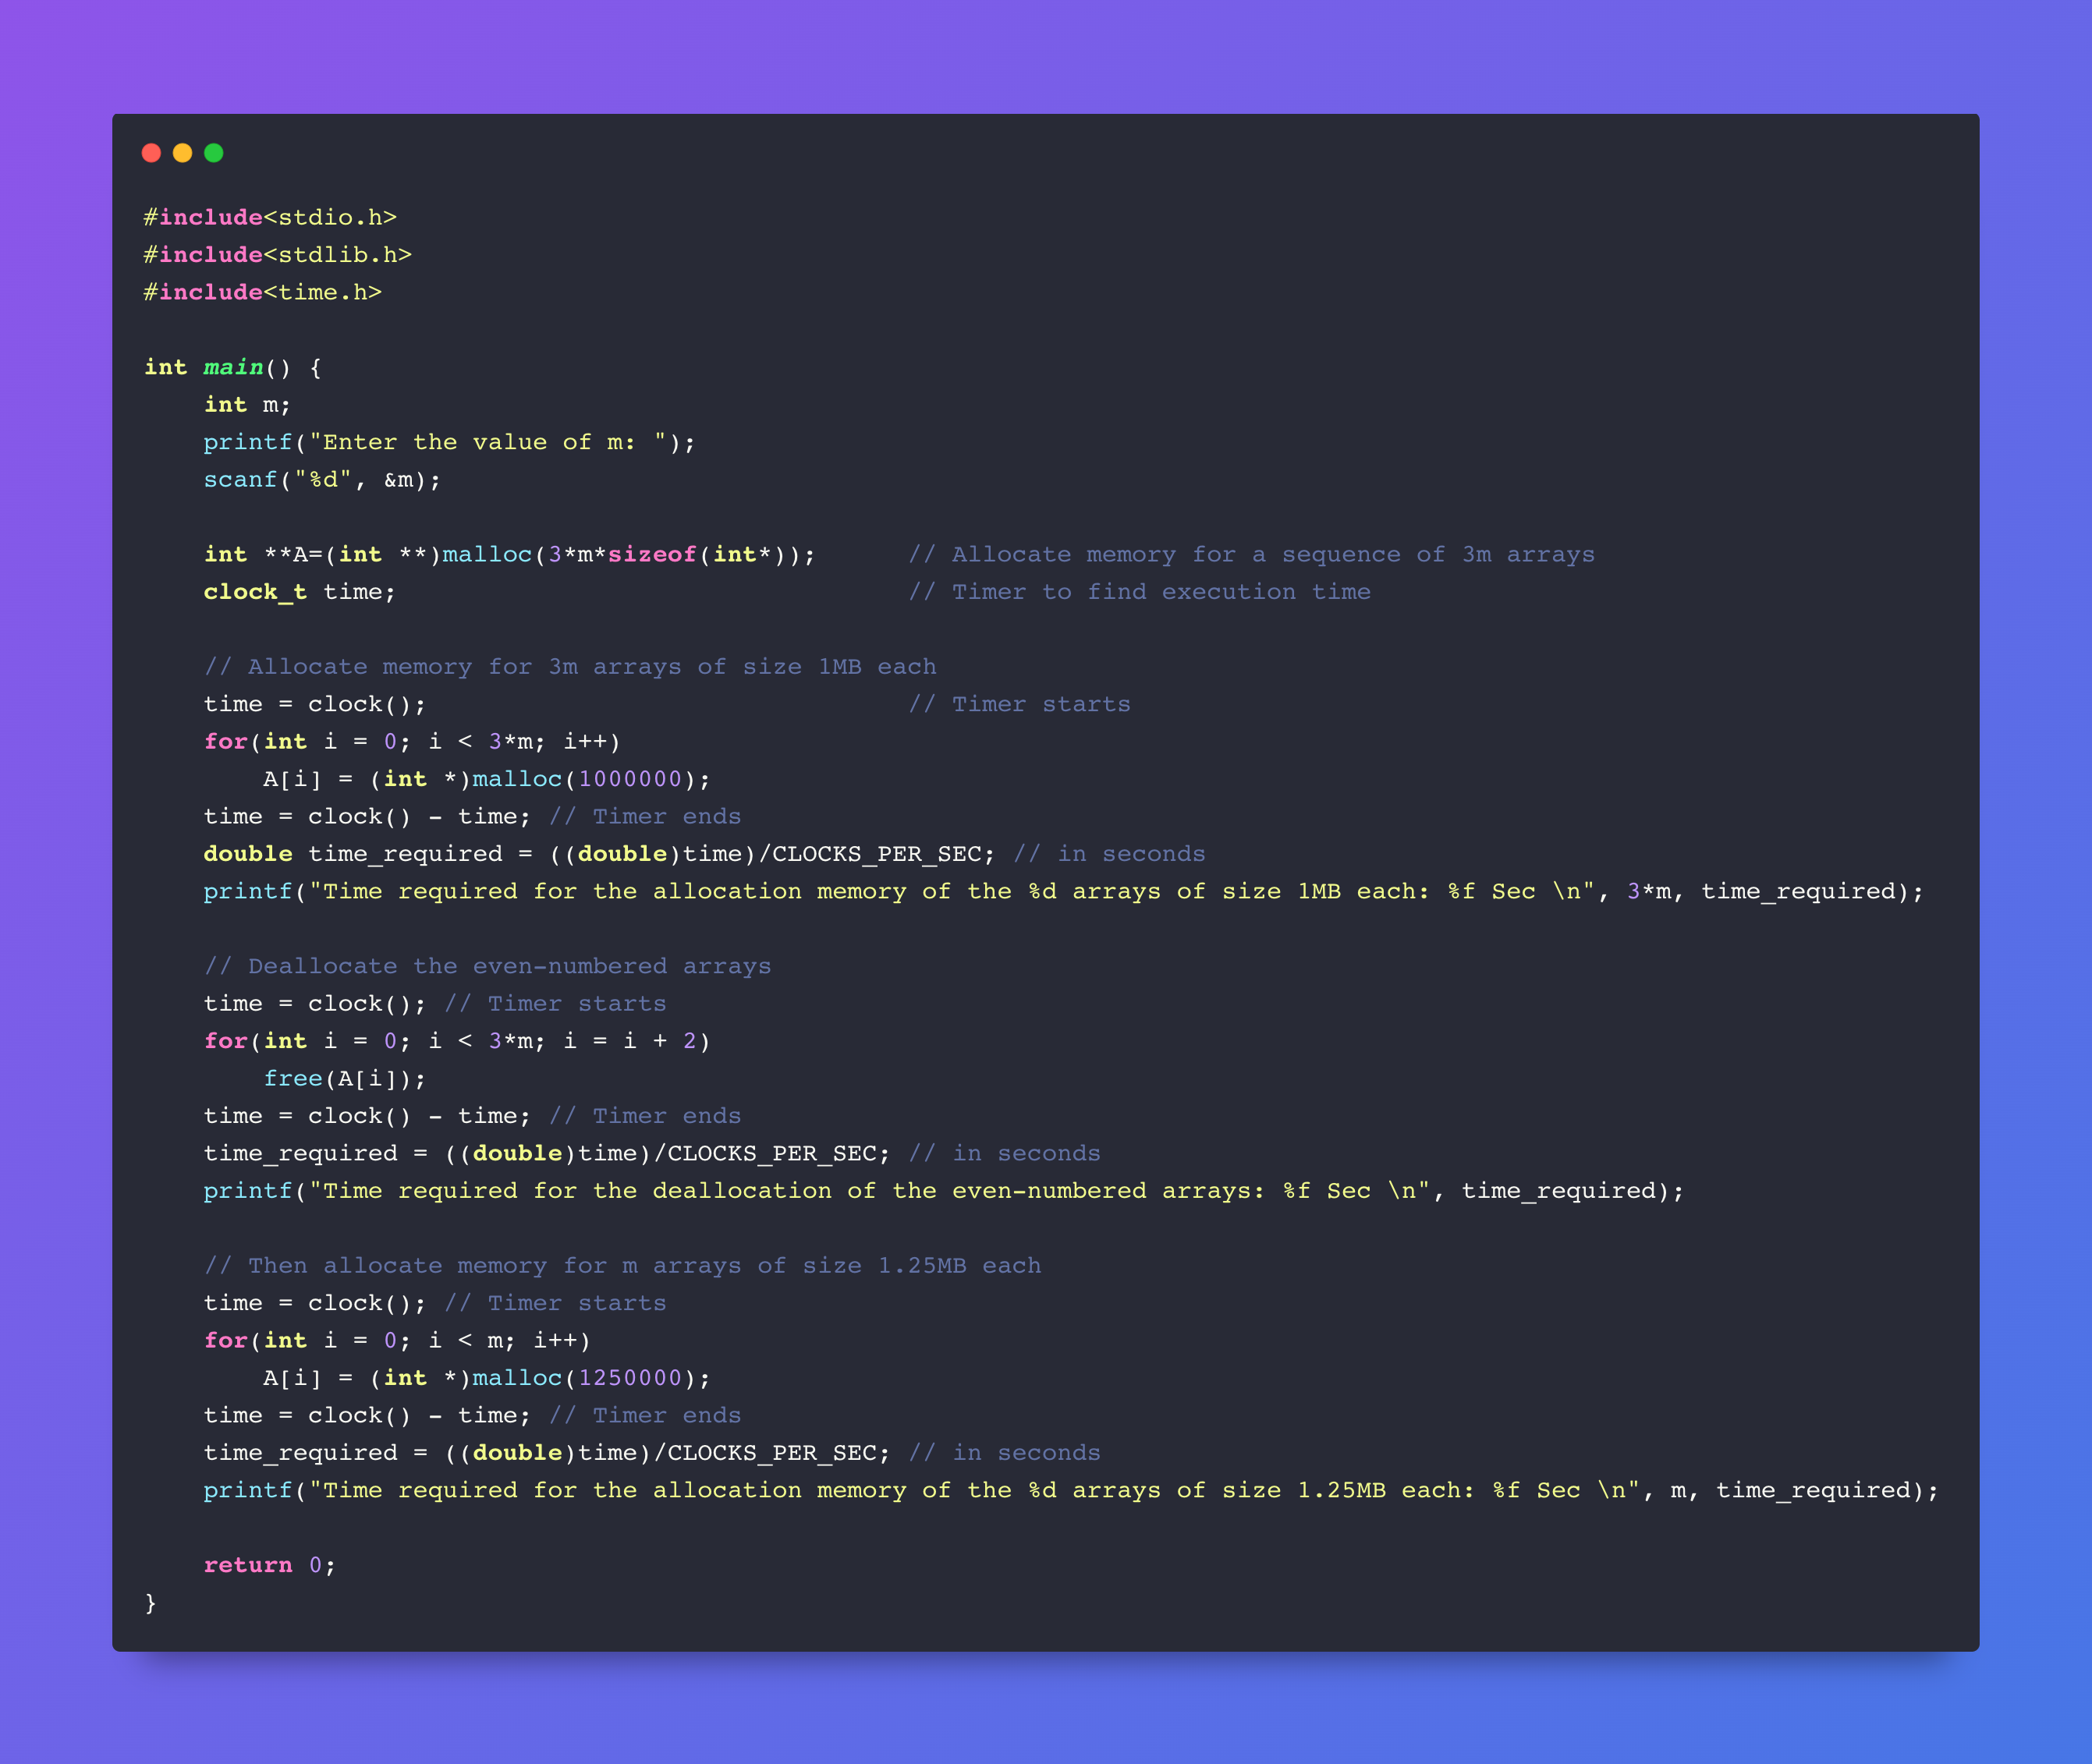 #include<stdio.h>
#include<stdlib.h>
#include<time.h>

int main() {
    int m;
    printf("Enter the value of m: ");
    scanf("%d", &m);

    int **A=(int **)malloc(3*m*sizeof(int*));      // Allocate memory for a sequence of 3m arrays
    clock_t time;                                  // Timer to find execution time

    // Allocate memory for 3m arrays of size 1MB each
    time = clock();                                // Timer starts
    for(int i = 0; i < 3*m; i++)
        A[i] = (int *)malloc(1000000);
    time = clock() - time; // Timer ends
    double time_required = ((double)time)/CLOCKS_PER_SEC; // in seconds
    printf("Time required for the allocation memory of the %d arrays of size 1MB each: %f Sec \n", 3*m, time_required);

    // Deallocate the even-numbered arrays
    time = clock(); // Timer starts
    for(int i = 0; i < 3*m; i = i + 2)
        free(A[i]);
    time = clock() - time; // Timer ends
    time_required = ((double)time)/CLOCKS_PER_SEC; // in seconds
    printf("Time required for the deallocation of the even-numbered arrays: %f Sec \n", time_required);

    // Then allocate memory for m arrays of size 1.25MB each
    time = clock(); // Timer starts
    for(int i = 0; i < m; i++)
        A[i] = (int *)malloc(1250000);
    time = clock() - time; // Timer ends
    time_required = ((double)time)/CLOCKS_PER_SEC; // in seconds
    printf("Time required for the allocation memory of the %d arrays of size 1.25MB each: %f Sec \n", m, time_required);

    return 0;
}